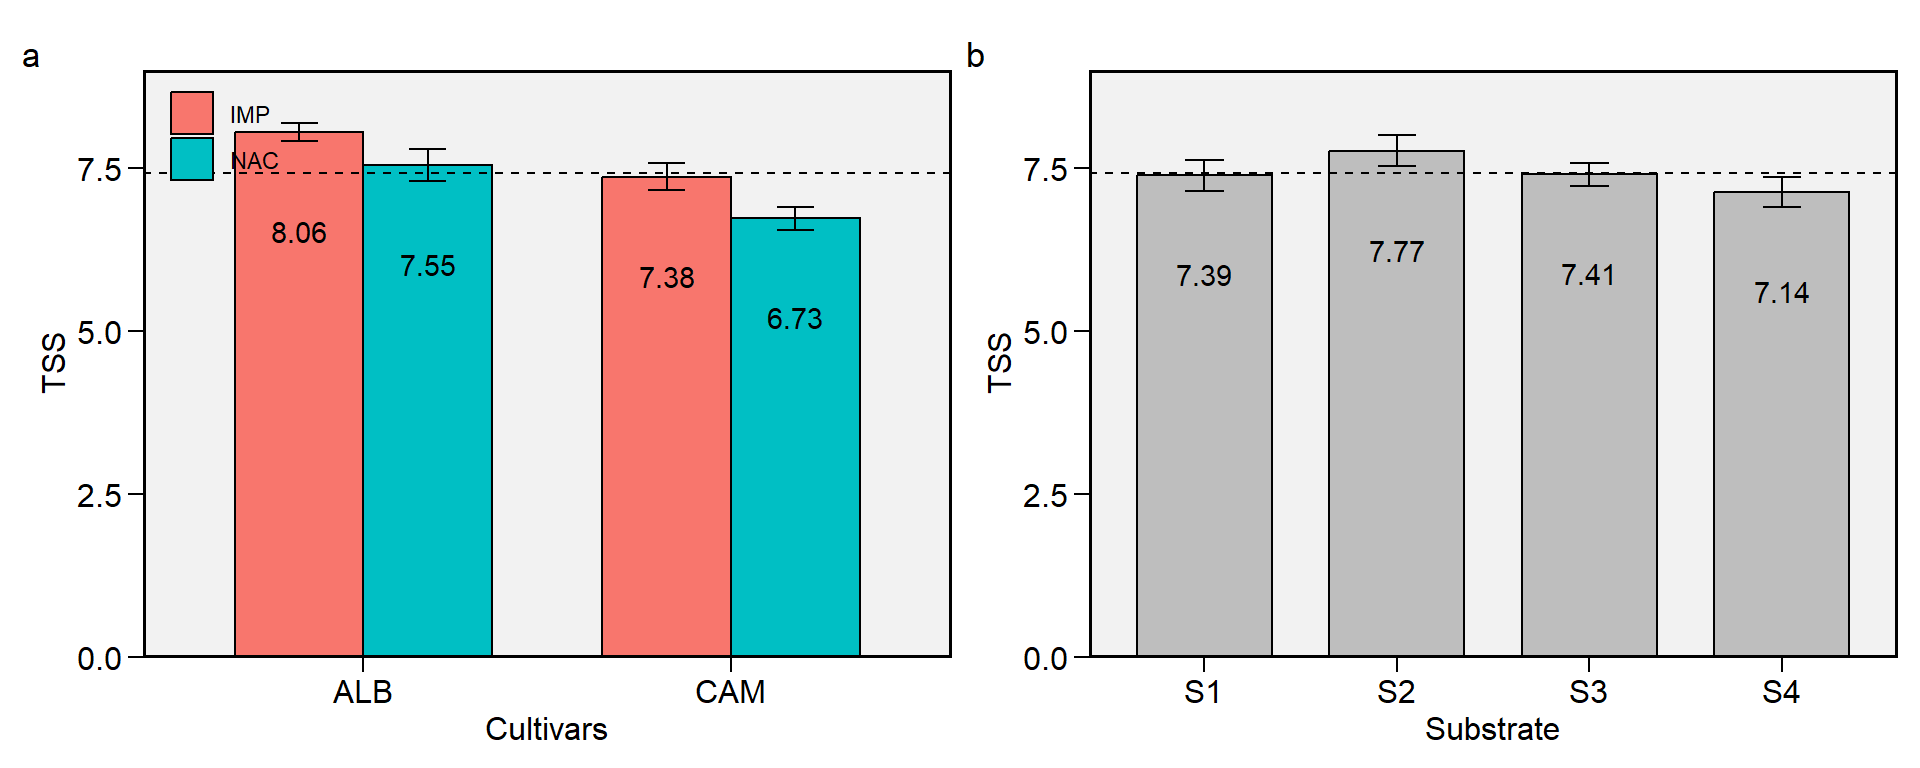 a
IMP
NAC
7.5
5.0
2.5
0.0
TSS
8.06
7.55
7.38
6.73
ALB
CAM
Cultivars
b
7.5
5.0
2.5
0.0
TSS
7.39
7.77
7.41
7.14
S1
S2
S3
S4
Substrate